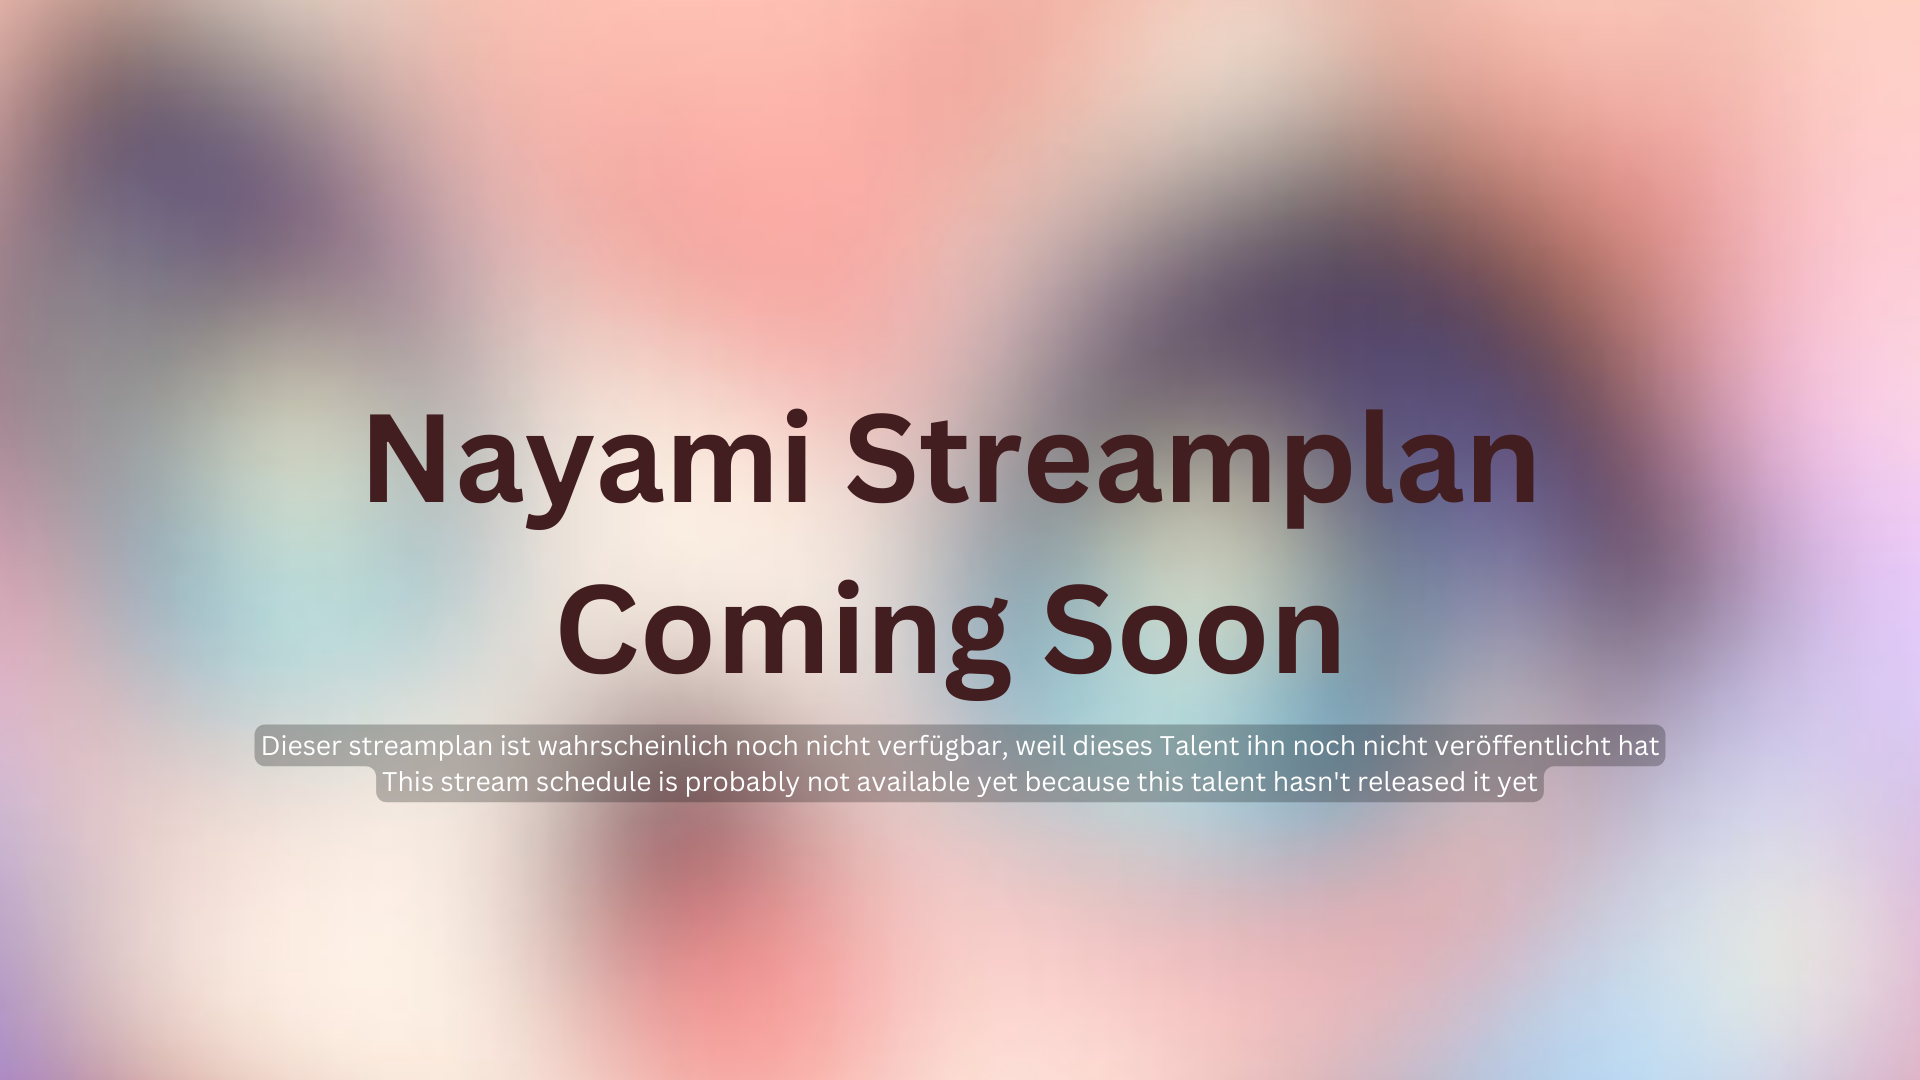 Nayami Streamplan
Coming Soon
Dieser streamplan ist wahrscheinlich noch nicht verfügbar, weil dieses Talent ihn noch nicht veröffentlicht hat
This stream schedule is probably not available yet because this talent hasn't released it yet